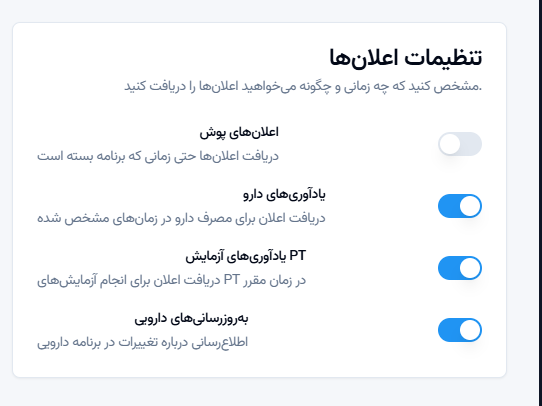 تنظیمات اعلان‌ها
مشخص کنید که چه زمانی و چگونه می‌خواهید اعلان‌ها را دریافت کنید.
اعلان‌های پوش
دریافت اعلان‌ها حتی زمانی که برنامه بسته است
یادآوری‌های دارو
دریافت اعلان برای مصرف دارو در زمان‌های مشخص شده
یادآوری‌های آزمایش PT
دریافت اعلان برای انجام آزمایش‌های PT در زمان مقرر
به‌روزرسانی‌های دارویی
اطلاع‌رسانی درباره تغییرات در برنامه دارویی